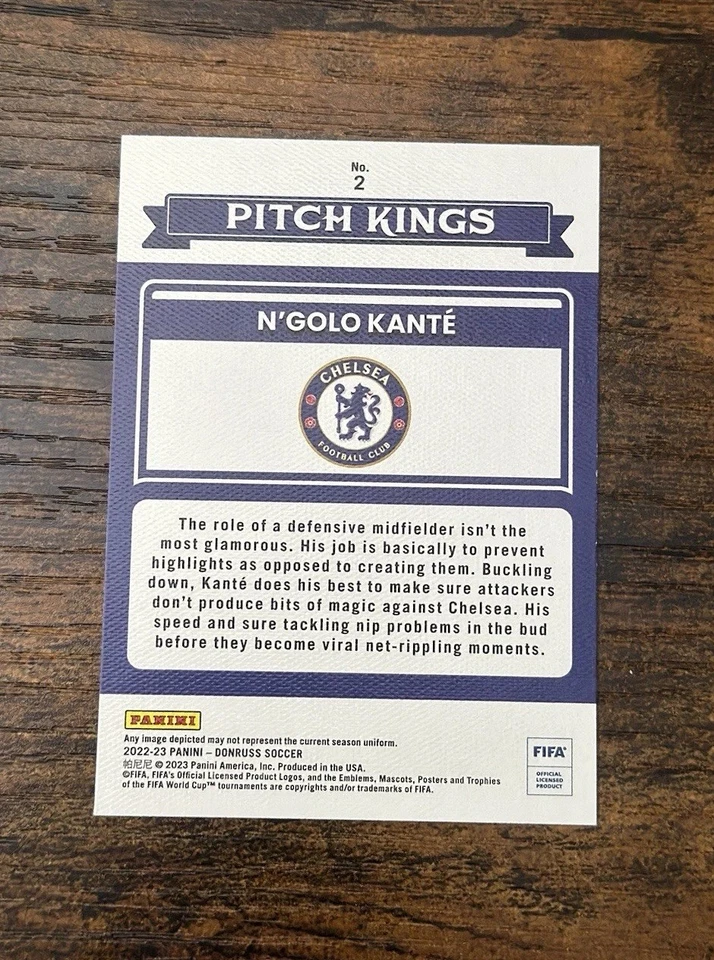 No.
2
PITCH KINGS
N'GOLO KANTÉ
CHELSEA
FOOTBALL CLUB
The role of a defensive midfielder isn't the
most glamorous. His job is basically to prevent
highlights as opposed to creating them. Buckling
down, Kanté does his best to make sure attackers
don't produce bits of magic against Chelsea. His
speed and sure tackling nip problems in the bud
before they become viral net-rippling moments.
PANINI
Any image depicted may not represent the current season uniform.
2022-23 PANINI – DONRUSS SOCCER
帕尼尼 © 2023 Panini America, Inc. Produced in the USA.
©FIFA, FIFA's Official Licensed Product Logos, and the Emblems, Mascots, Posters and Trophies
of the FIFA World Cup™ tournaments are copyrights and/or trademarks of FIFA.
FIFA®
OFFICIAL
LICENSED
PRODUCT